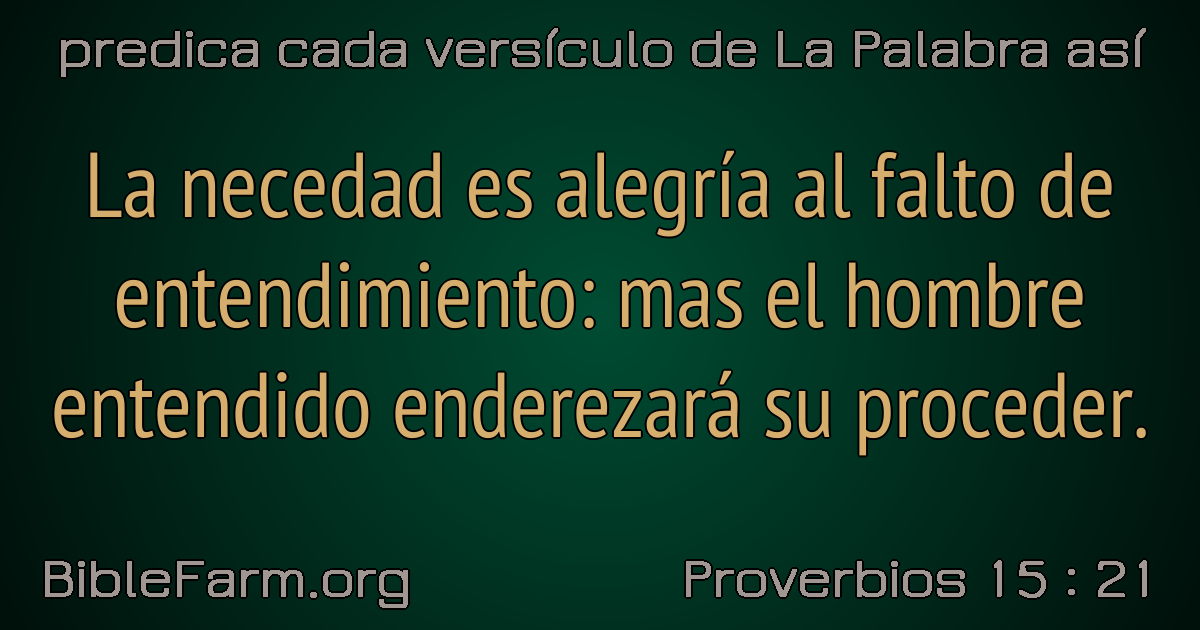 predica cada versículo de La Palabra así
La necedad es alegría al falto de
entendimiento: mas el hombre
entendido enderezará su proceder.
BibleFarm.org
Proverbios 15 : 21